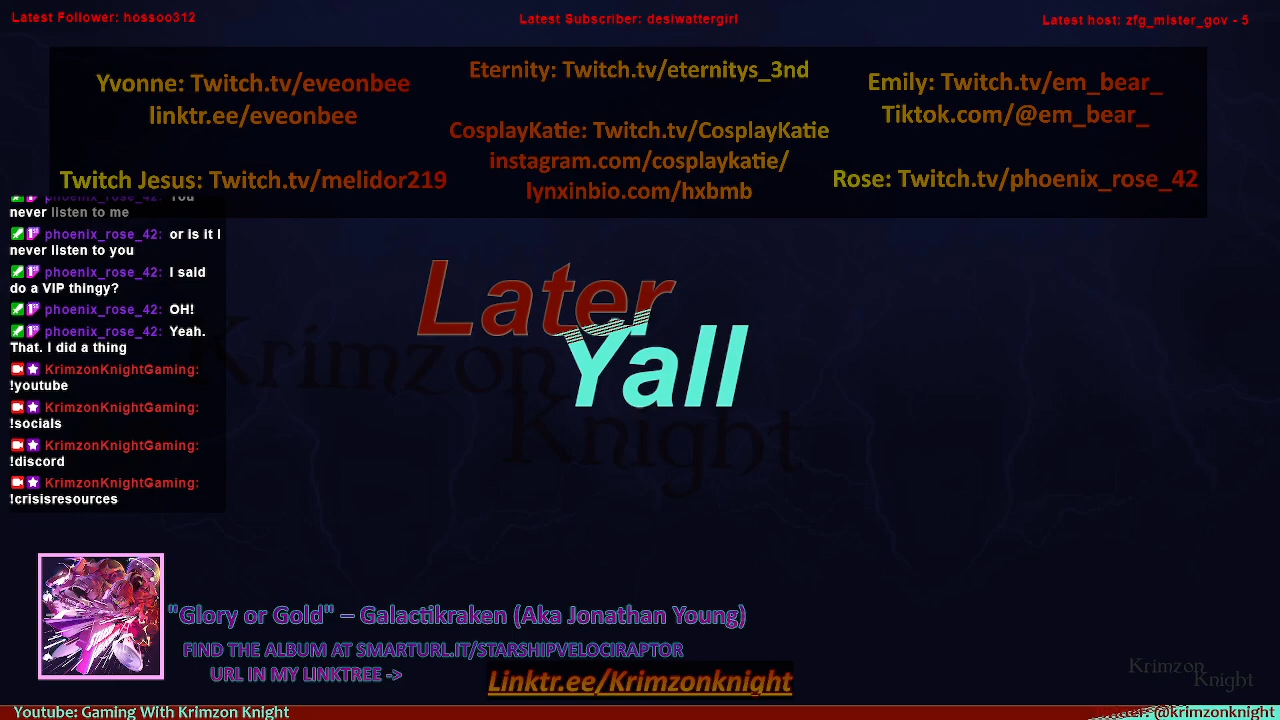 Latest Follower: hossoo312
Latest Subscriber: desiwattergirl
Latest host: zfg_mister_gov - 5
Yvonne: Twitch.tv/eveonbee
linktr.ee/eveonbee
Twitch Jesus: Twitch.tv/melidor219
Eternity: Twitch.tv/eternitys_3nd
CosplayKatie: Twitch.tv/CosplayKatie
instagram.com/cosplaykatie/
lynxinbio.com/hxbmb
Emily: Twitch.tv/em_bear_
Tiktok.com/@em_bear_
Rose: Twitch.tv/phoenix_rose_42
phoenix_rose_42: You
never listen to me
phoenix_rose_42: or is it I
never listen to you
phoenix_rose_42: I said
do a VIP thingy?
phoenix_rose_42: OH!
phoenix_rose_42: Yeah.
That. I did a thing
KrimzonKnightGaming:
!youtube
KrimzonKnightGaming:
!socials
KrimzonKnightGaming:
!discord
KrimzonKnightGaming:
!crisisresources
Later
Yall
Krimzon
Knight
"Glory or Gold" – Galactikraken (Aka Jonathan Young)
FIND THE ALBUM AT SMARTURL.IT/STARSHIPVELOCIRAPTOR
URL IN MY LINKTREE ->
Linktr.ee/Krimzonknight
Krimzon
Knight
Youtube: Gaming With Krimzon Knight
@krimzonknight